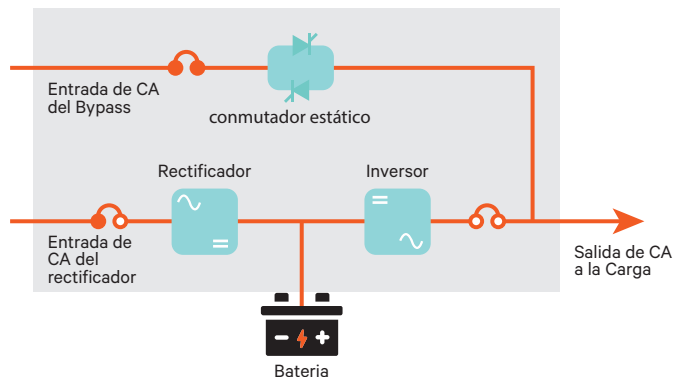 Entrada de CA
del Bypass
conmutador estático
Rectificador
Inversor
Entrada de
CA del
rectificador
Salida de CA
a la Carga
Bateria